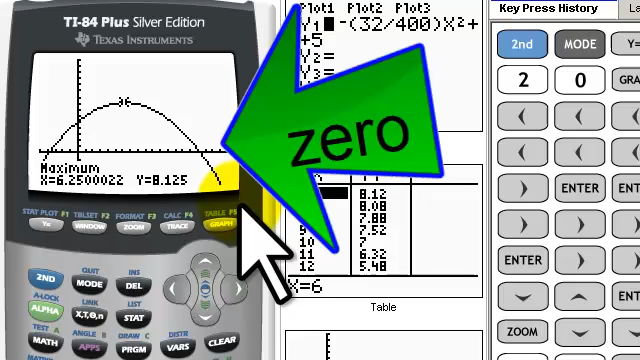 TI-84 Plus Silver Edition
TEXAS INSTRUMENTS
Maximum
X=6.2500022 Y=8.125
STAT PLOT F1 TBLSET F2 FORMAT F3 CALC F4 TABLE F5
Y= WINDOW ZOOM TRACE GRAPH
QUIT INS
2ND MODE DEL
A-LOCK LINK LIST
ALPHA X,T,Θ,n STAT
TEST A ANGLE B DRAW C DISTR
MATH APPS PRGM VARS CLEAR
zero
Plot1 Plot2 Plot3
-(32/400)X²+
+5
Y2=
Y3=
8.12
8.08
7.88
9 7.52
10 7
11 6.32
12 5.48
X=6
Table
Key Press History
2nd MODE Y=
2 0 GRA
ENTER ENTER
ENTER
ZOOM